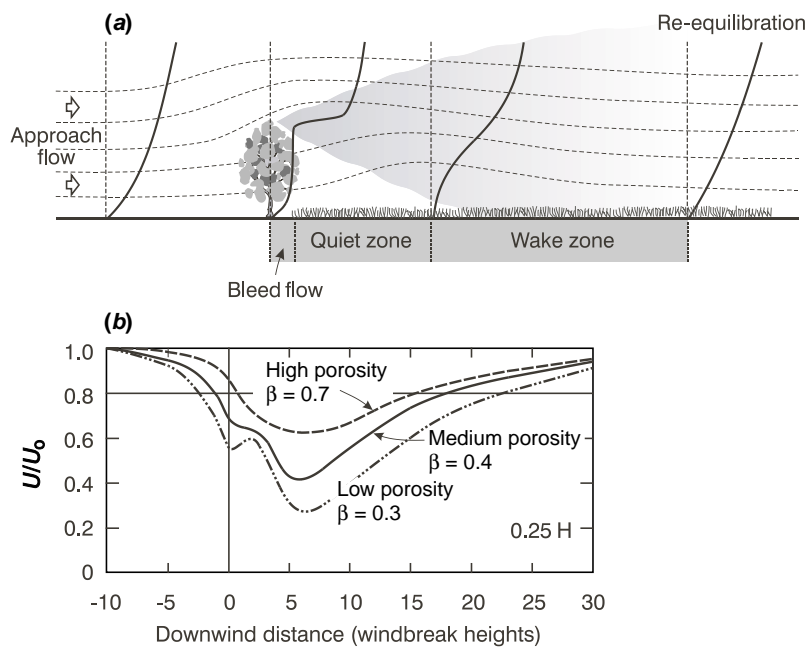 (a)
Re-equilibration
Approach
flow
Quiet zone
Wake zone
Bleed flow
(b)
1.0
0.8
0.6
0.4
0.2
0
U/U₀
High porosity
β = 0.7
Medium porosity
β = 0.4
Low porosity
β = 0.3
0.25 H
-10 -5 0 5 10 15 20 25 30
Downwind distance (windbreak heights)